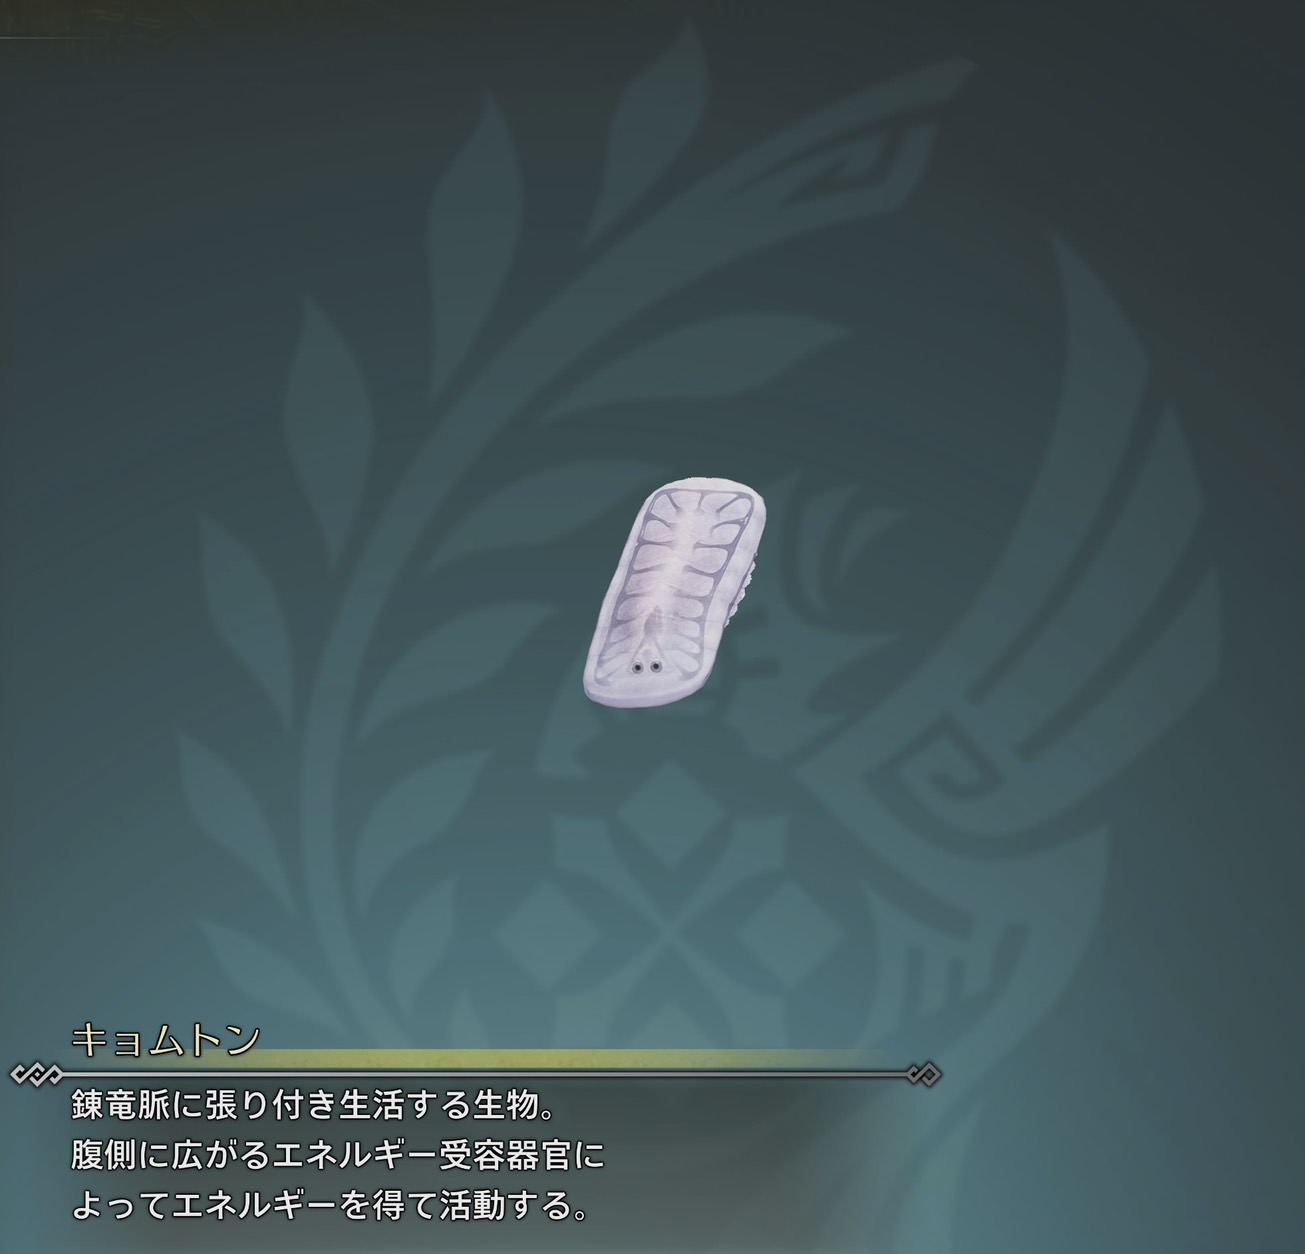 キョムトン
錬竜脈に張り付き生活する生物。
腹側に広がるエネルギー受容器官に
よってエネルギーを得て活動する。